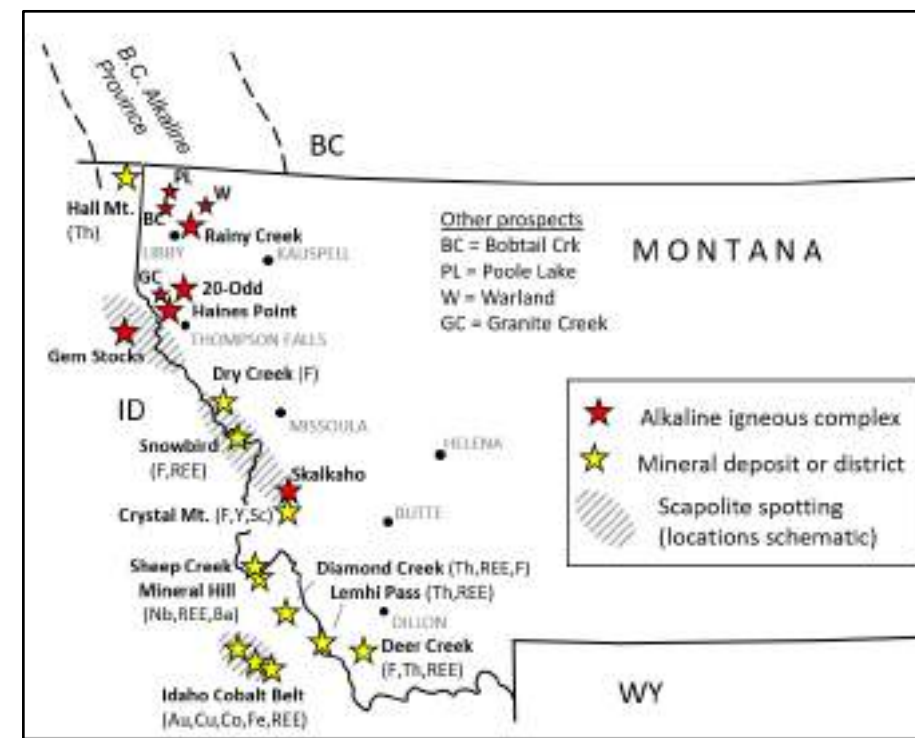 B.C. Alkaline
Province
BC
PL
W
Hall Mt.
(Th)
BC
Rainy Creek
LIBBY
KALISPELL
Other prospects
BC = Bobtail Crk
PL = Poole Lake
W = Warland
GC = Granite Creek
MONTANA
GC
20-Odd
Haines Point
THOMPSON FALLS
Gem Stocks
Dry Creek (F)
ID
MISSOULA
Snowbird
(F,REE)
HELENA
Skalkaho
Crystal Mt. (F,Y,Sc)
BUTTE
Alkaline igneous complex
Mineral deposit or district
Scapolite spotting
(locations schematic)
Sheep Creek
Mineral Hill
(Nb,REE,Ba)
Diamond Creek (Th,REE,F)
Lemhi Pass (Th,REE)
DILLON
Deer Creek
(F,Th,REE)
Idaho Cobalt Belt
(Au,Cu,Co,Fe,REE)
WY